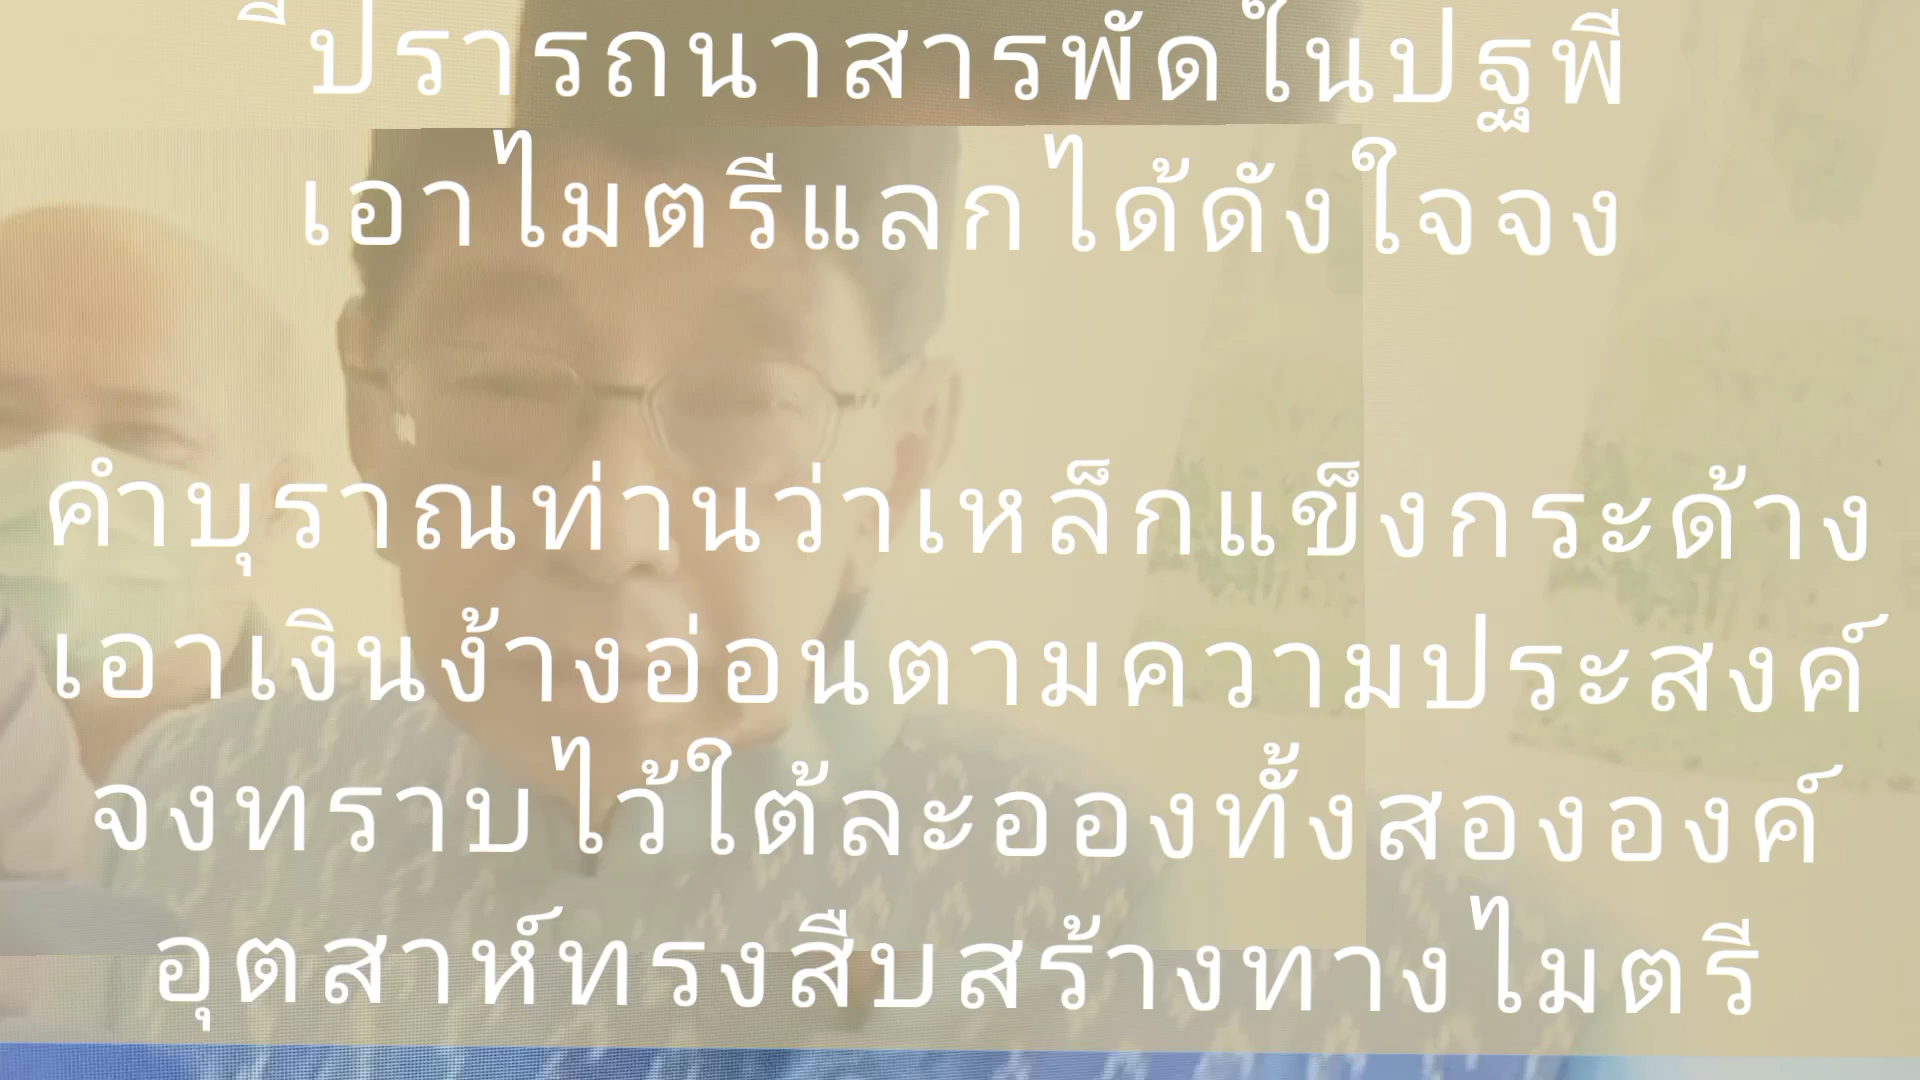 ปรารถนาสารพัดในปฐพี
เอาไมตรีแลกได้ดังใจจง
คำบุราณท่านว่าเหล็กแข็งกระด้าง
เอาเงินง้างอ่อนตามความประสงค์
จงทราบไว้ใต้ละอองทั้งสององค์
อุตสาห์ทรงสืบสร้างทางไมตรี